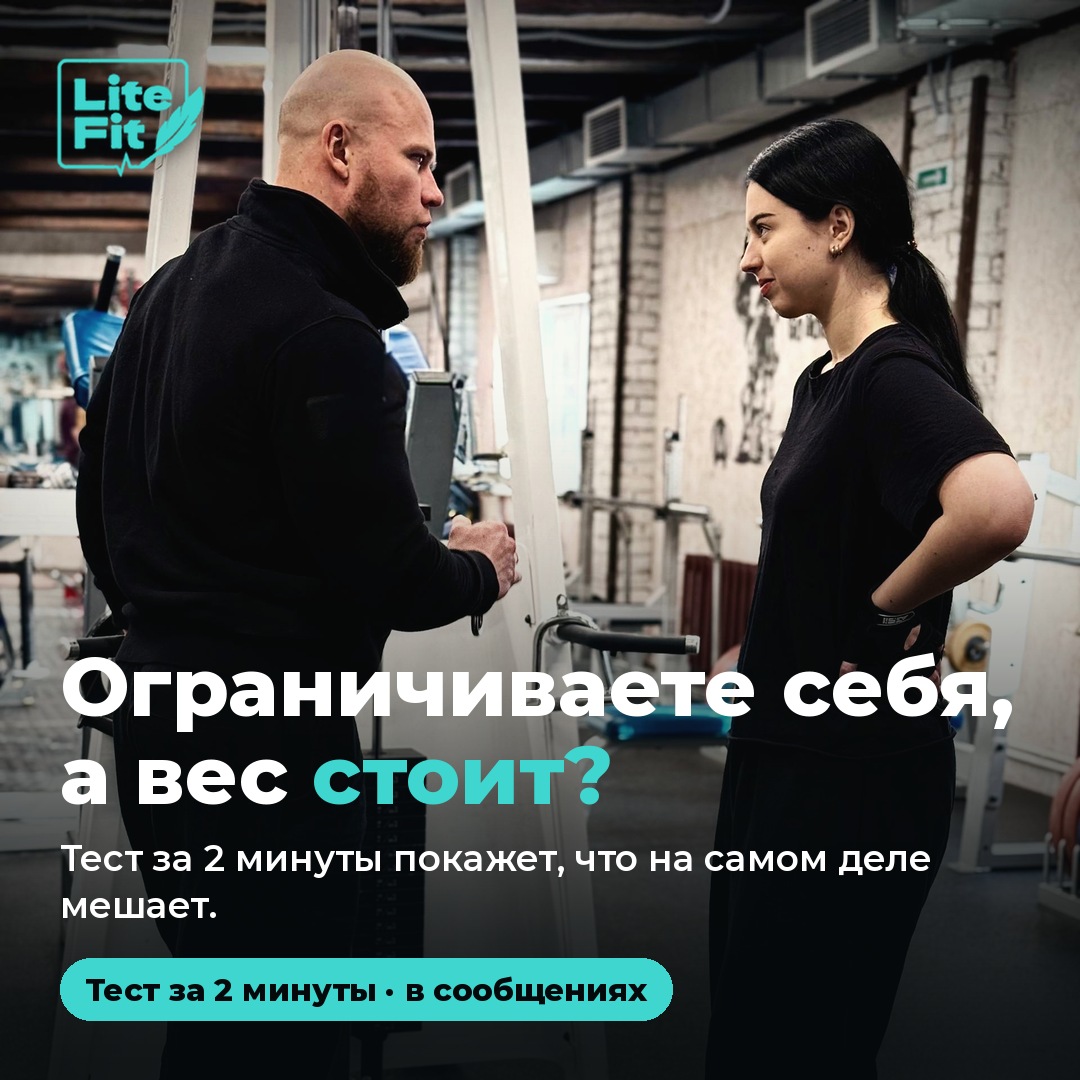 Lite
Fit
Ограничиваете себя,
а вес стоит?
Тест за 2 минуты покажет, что на самом деле
мешает.
Тест за 2 минуты · в сообщениях